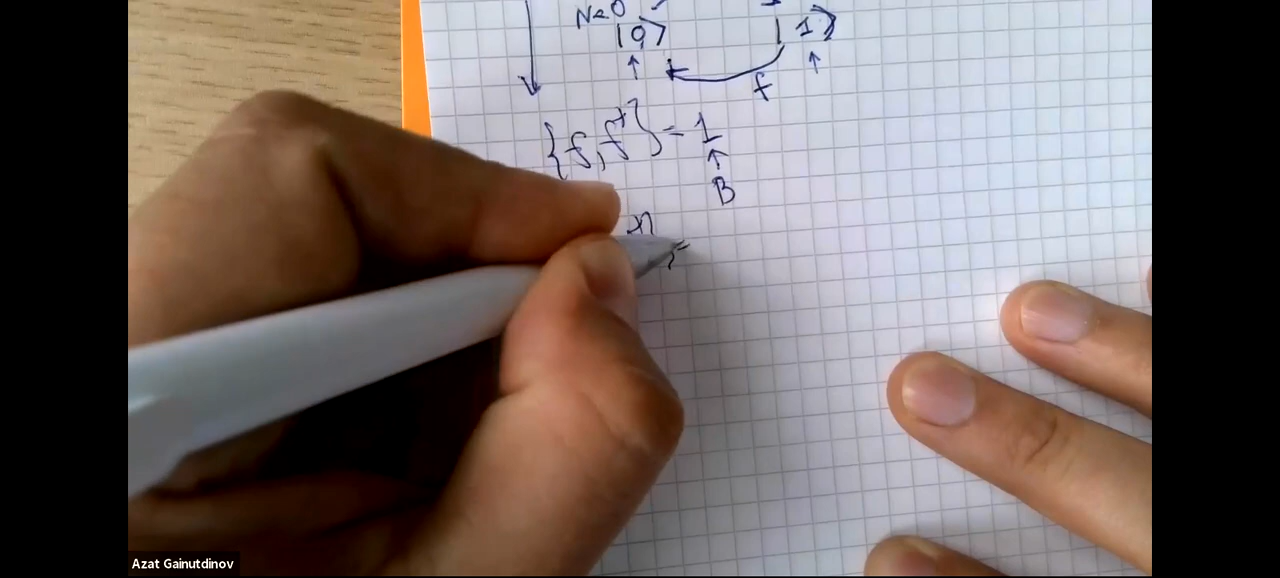 N=0
|0⟩ | 1⟩
f
{f, f⁺} = 1
B
Azat Gainutdinov